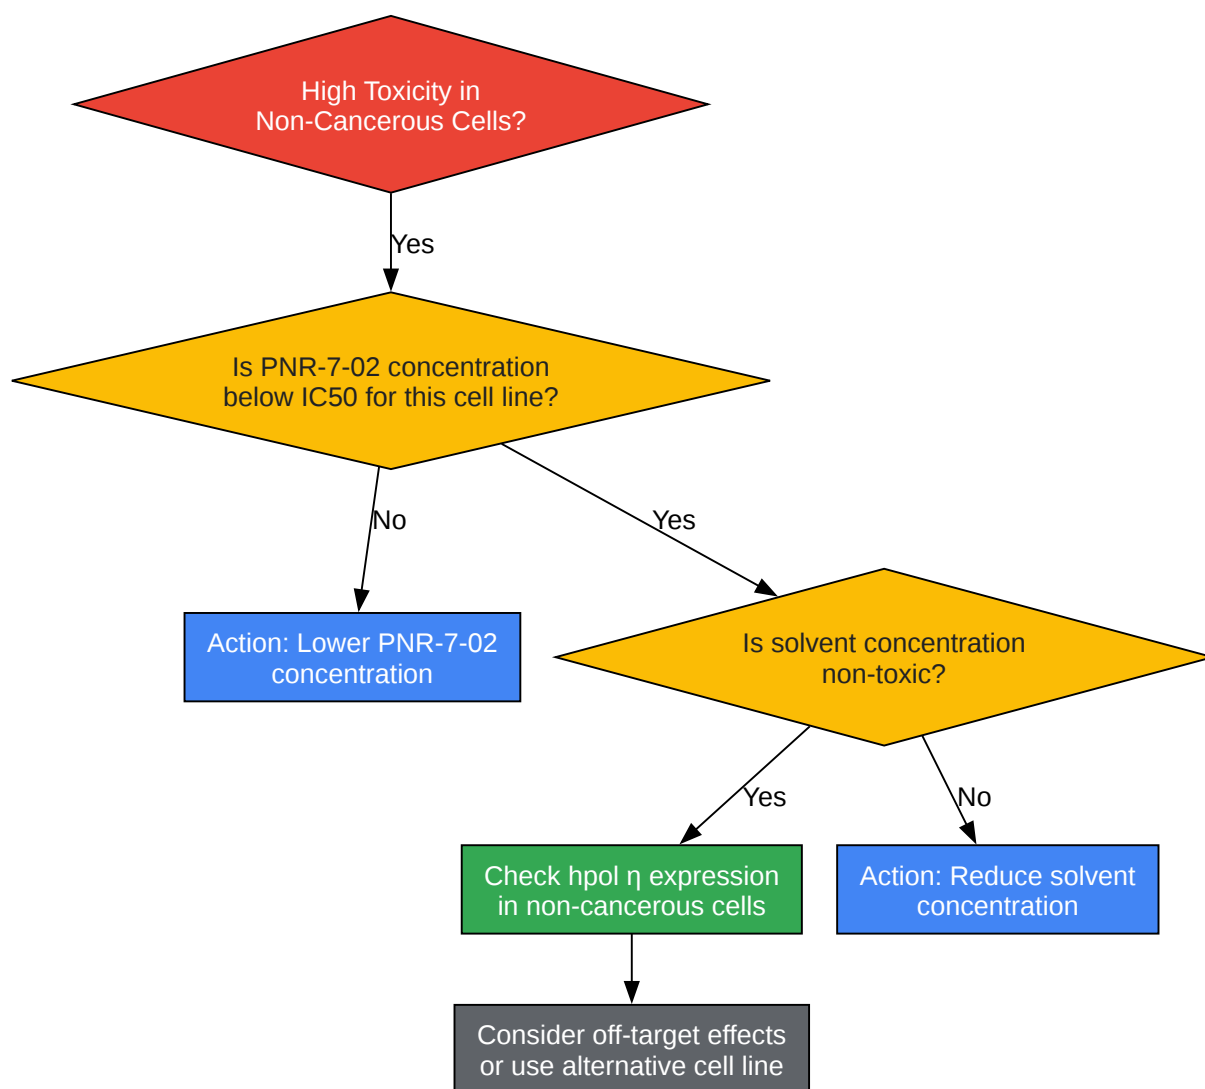 High Toxicity in
Non-Cancerous Cells?
Yes
Is PNR-7-02 concentration
below IC50 for this cell line?
No
Yes
Action: Lower PNR-7-02
concentration
Is solvent concentration
non-toxic?
Yes
No
Check hpol η expression
in non-cancerous cells
Action: Reduce solvent
concentration
Consider off-target effects
or use alternative cell line